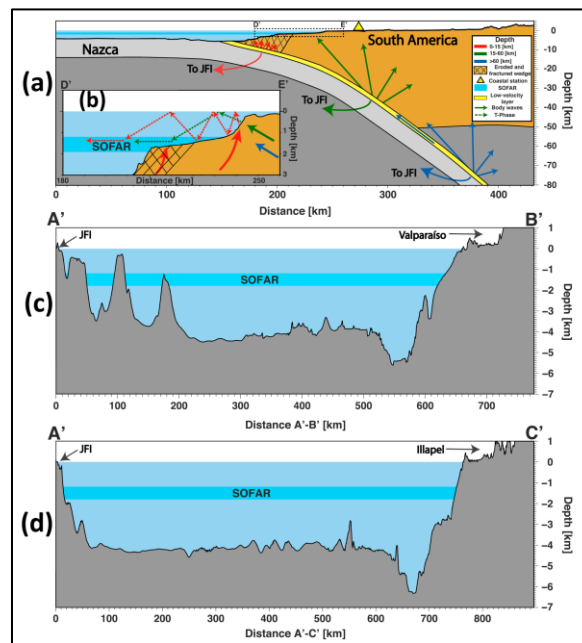 D' E'
Nazca South America
Depth
0-15 [km]
15-60 [km]
>60 [km]
Eroded and fractured wedge
Coastal station
SOFAR
Low-velocity layer
Body waves
T-Phase
(a)
To JFI
To JFI
To JFI
0
-10
-20
-30
-40
-50
-60
-70
-80
Depth [km]
0 100 200 300 400
Distance [km]
D' (b) E'
SOFAR
0
1
2
3
Depth [km]
180 Distance [km] 250
A' B'
JFI Valparaíso
SOFAR
(c)
1
0
-1
-2
-3
-4
-5
-6
-7
Depth [km]
0 100 200 300 400 500 600 700
Distance A'-B' [km]
A' C'
JFI Illapel
SOFAR
(d)
1
0
-1
-2
-3
-4
-5
-6
-7
Depth [km]
0 100 200 300 400 500 600 700 800
Distance A'-C' [km]